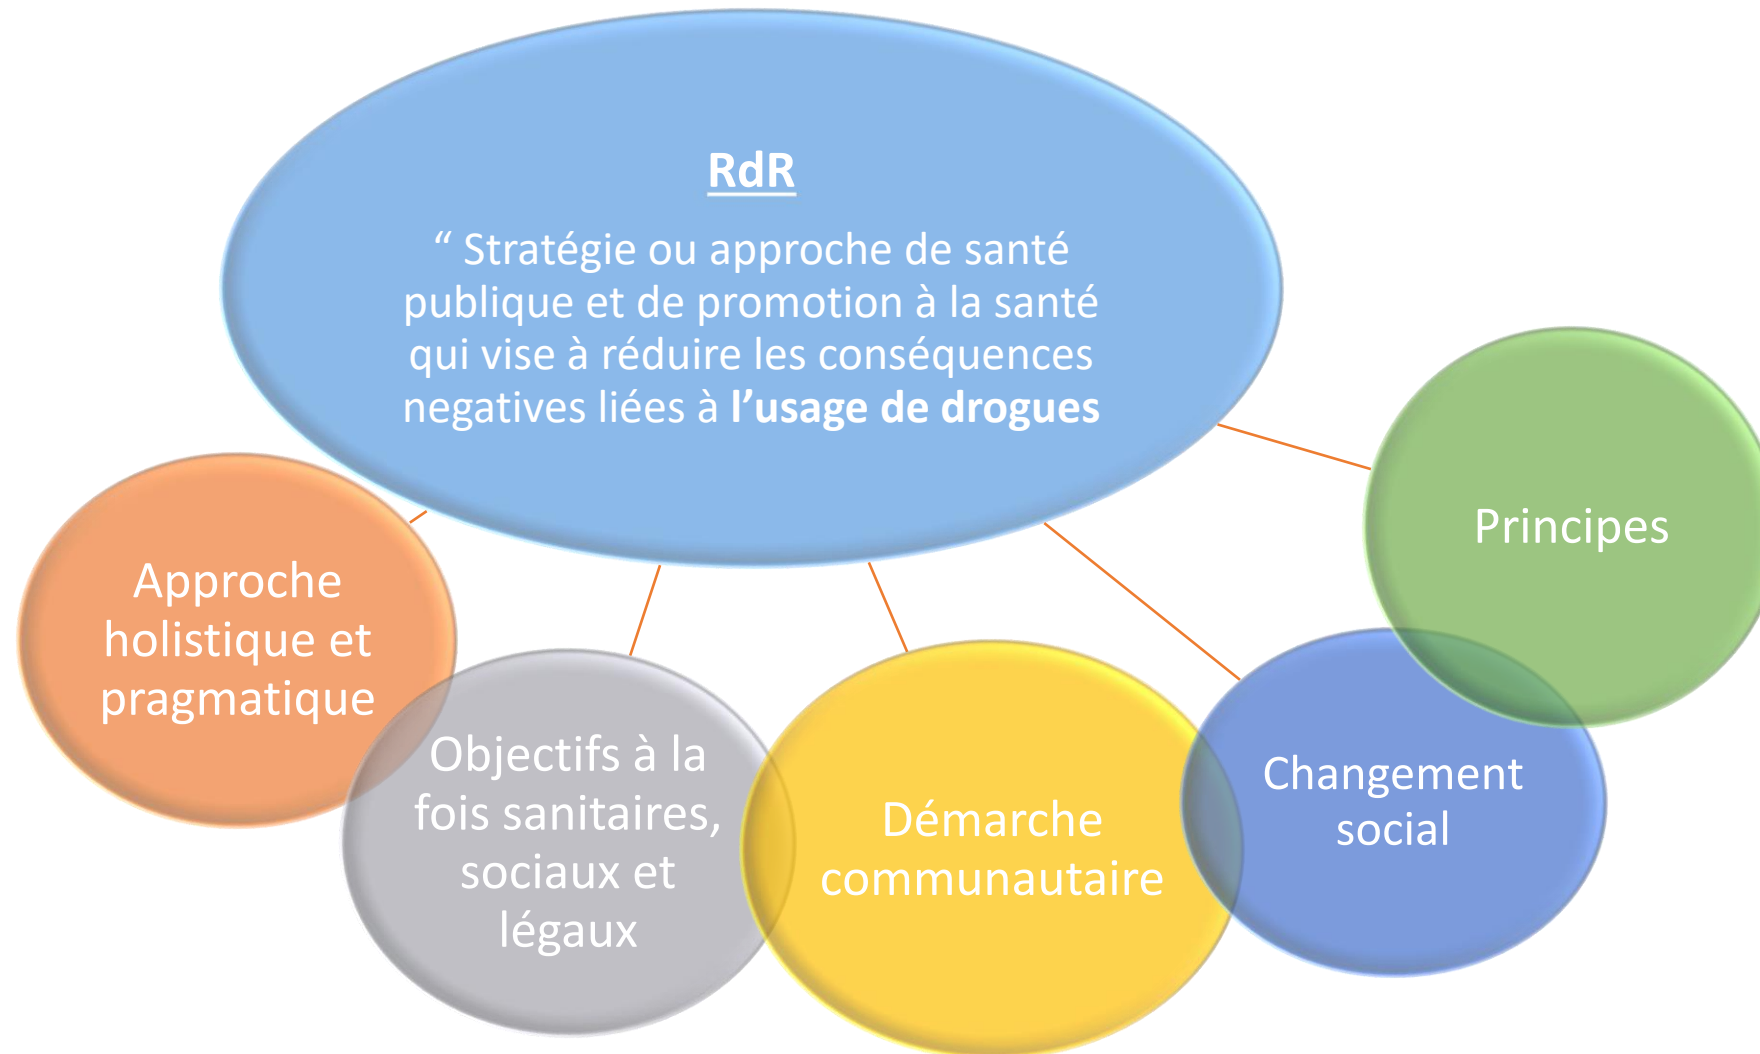 RdR
“ Stratégie ou approche de santé
publique et de promotion à la santé
qui vise à réduire les conséquences
negatives liées à l’usage de drogues
Approche
holistique et
pragmatique
Objectifs à la
fois sanitaires,
sociaux et
légaux
Démarche
communautaire
Changement
social
Principes